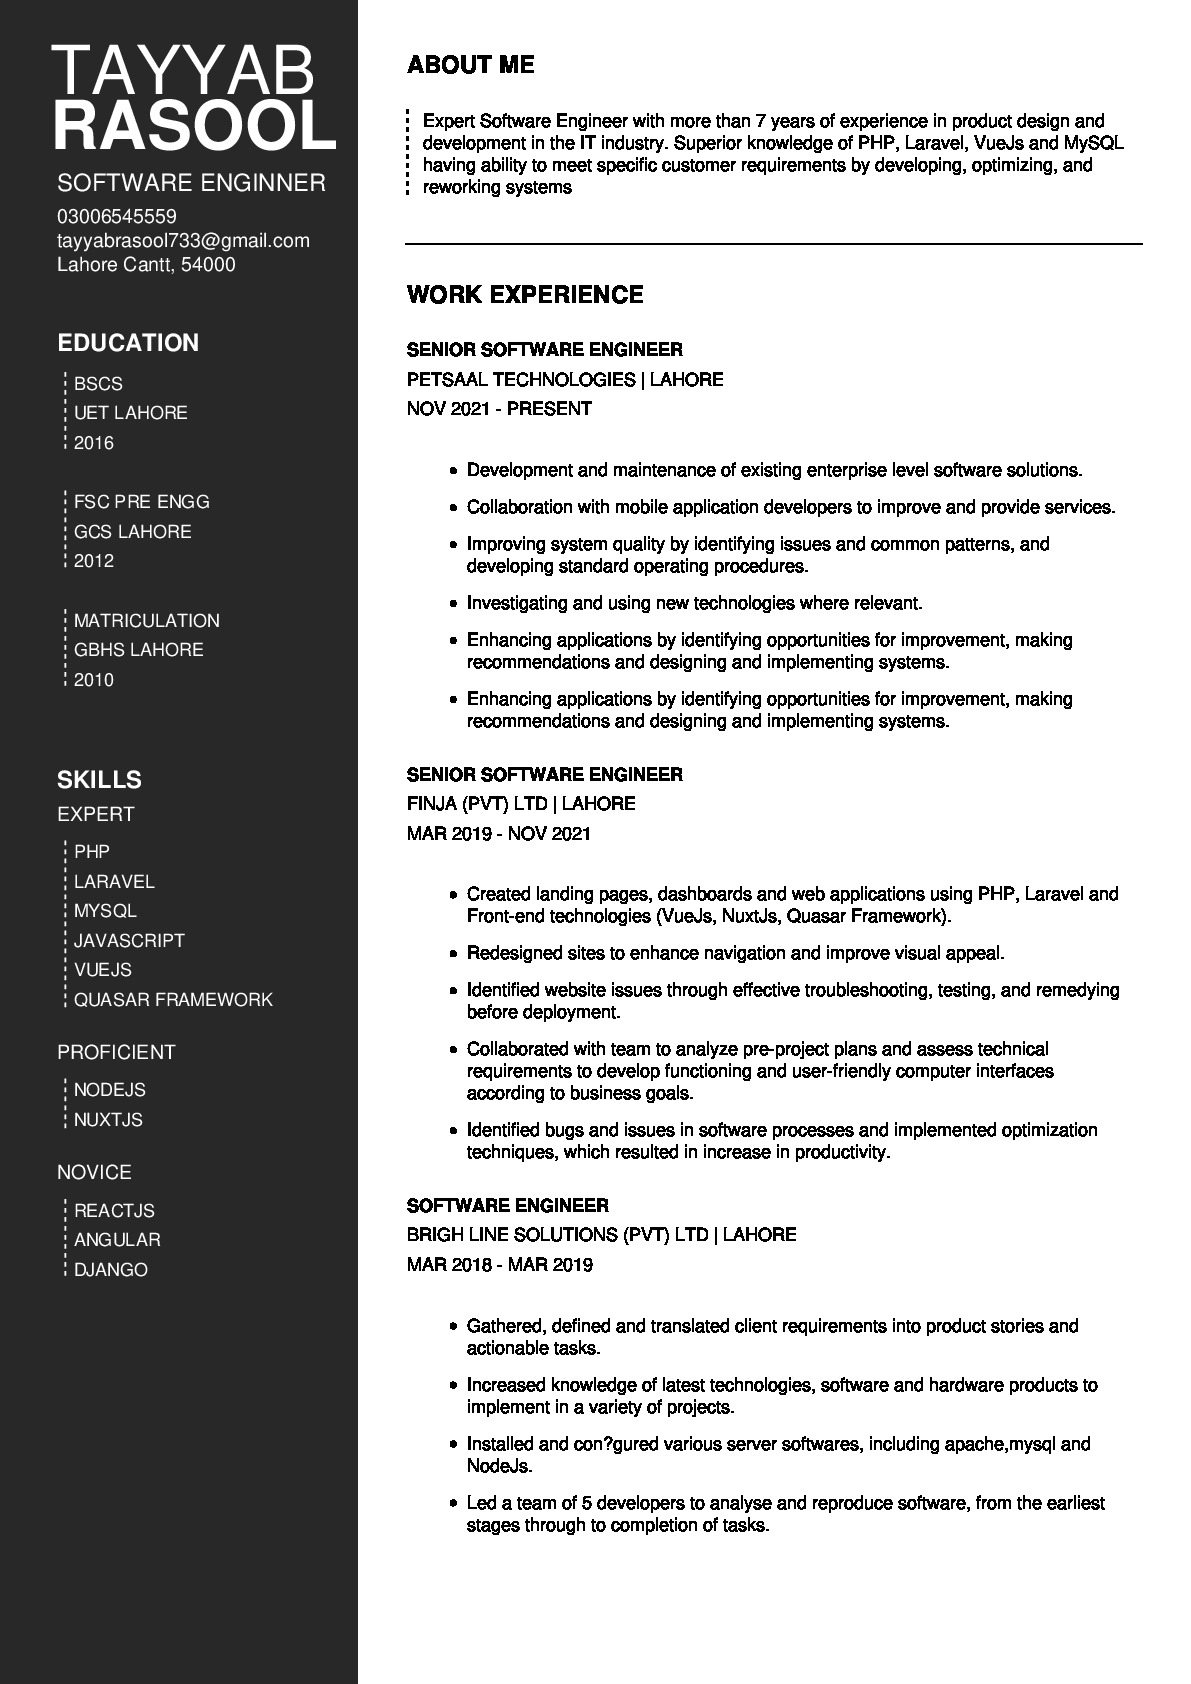 TAYYAB
RASOOL
SOFTWARE ENGINNER
03006545559
tayyabrasool733@gmail.com
Lahore Cantt, 54000
EDUCATION
BSCS
UET LAHORE
2016
FSC PRE ENGG
GCS LAHORE
2012
MATRICULATION
GBHS LAHORE
2010
SKILLS
EXPERT
PHP
LARAVEL
MYSQL
JAVASCRIPT
VUEJS
QUASAR FRAMEWORK
PROFICIENT
NODEJS
NUXTJS
NOVICE
REACTJS
ANGULAR
DJANGO
ABOUT ME
Expert Software Engineer with more than 7 years of experience in product design and
development in the IT industry. Superior knowledge of PHP, Laravel, VueJs and MySQL
having ability to meet specific customer requirements by developing, optimizing, and
reworking systems
WORK EXPERIENCE
SENIOR SOFTWARE ENGINEER
PETSAAL TECHNOLOGIES | LAHORE
NOV 2021 - PRESENT
• Development and maintenance of existing enterprise level software solutions.
• Collaboration with mobile application developers to improve and provide services.
• Improving system quality by identifying issues and common patterns, and
developing standard operating procedures.
• Investigating and using new technologies where relevant.
• Enhancing applications by identifying opportunities for improvement, making
recommendations and designing and implementing systems.
• Enhancing applications by identifying opportunities for improvement, making
recommendations and designing and implementing systems.
SENIOR SOFTWARE ENGINEER
FINJA (PVT) LTD | LAHORE
MAR 2019 - NOV 2021
• Created landing pages, dashboards and web applications using PHP, Laravel and
Front-end technologies (VueJs, NuxtJs, Quasar Framework).
• Redesigned sites to enhance navigation and improve visual appeal.
• Identified website issues through effective troubleshooting, testing, and remedying
before deployment.
• Collaborated with team to analyze pre-project plans and assess technical
requirements to develop functioning and user-friendly computer interfaces
according to business goals.
• Identified bugs and issues in software processes and implemented optimization
techniques, which resulted in increase in productivity.
SOFTWARE ENGINEER
BRIGH LINE SOLUTIONS (PVT) LTD | LAHORE
MAR 2018 - MAR 2019
• Gathered, defined and translated client requirements into product stories and
actionable tasks.
• Increased knowledge of latest technologies, software and hardware products to
implement in a variety of projects.
• Installed and con?gured various server softwares, including apache,mysql and
NodeJs.
• Led a team of 5 developers to analyse and reproduce software, from the earliest
stages through to completion of tasks.